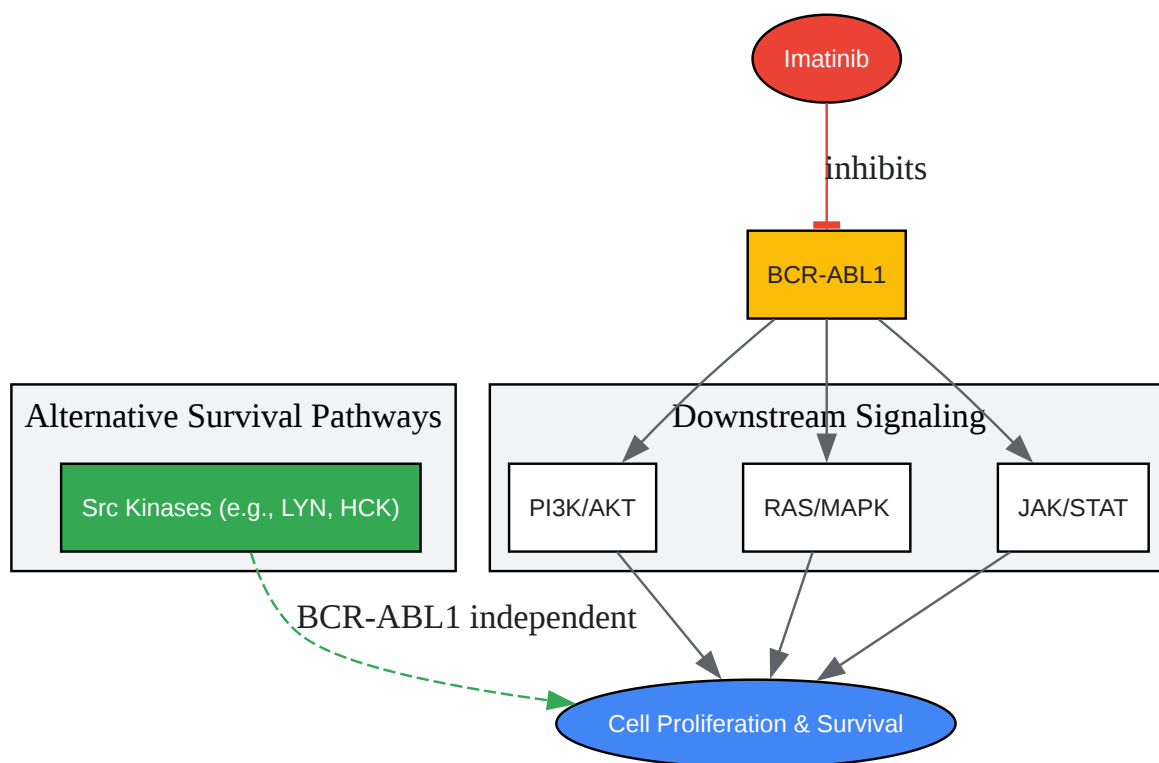 Imatinib
inhibits
BCR-ABL1
Alternative Survival Pathways
Downstream Signaling
Src Kinases (e.g., LYN, HCK)
PI3K/AKT
RAS/MAPK
JAK/STAT
BCR-ABL1 independent
Cell Proliferation & Survival